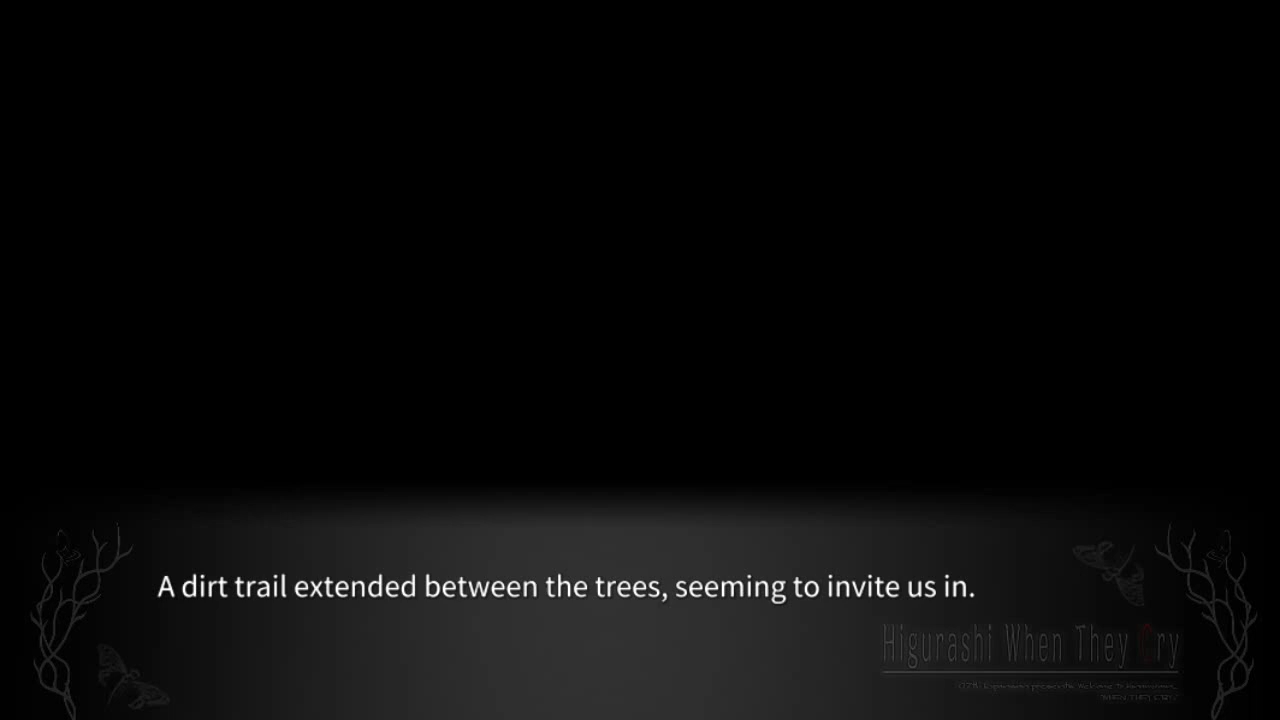 A dirt trail extended between the trees, seeming to invite us in.
Higurashi When They Cry